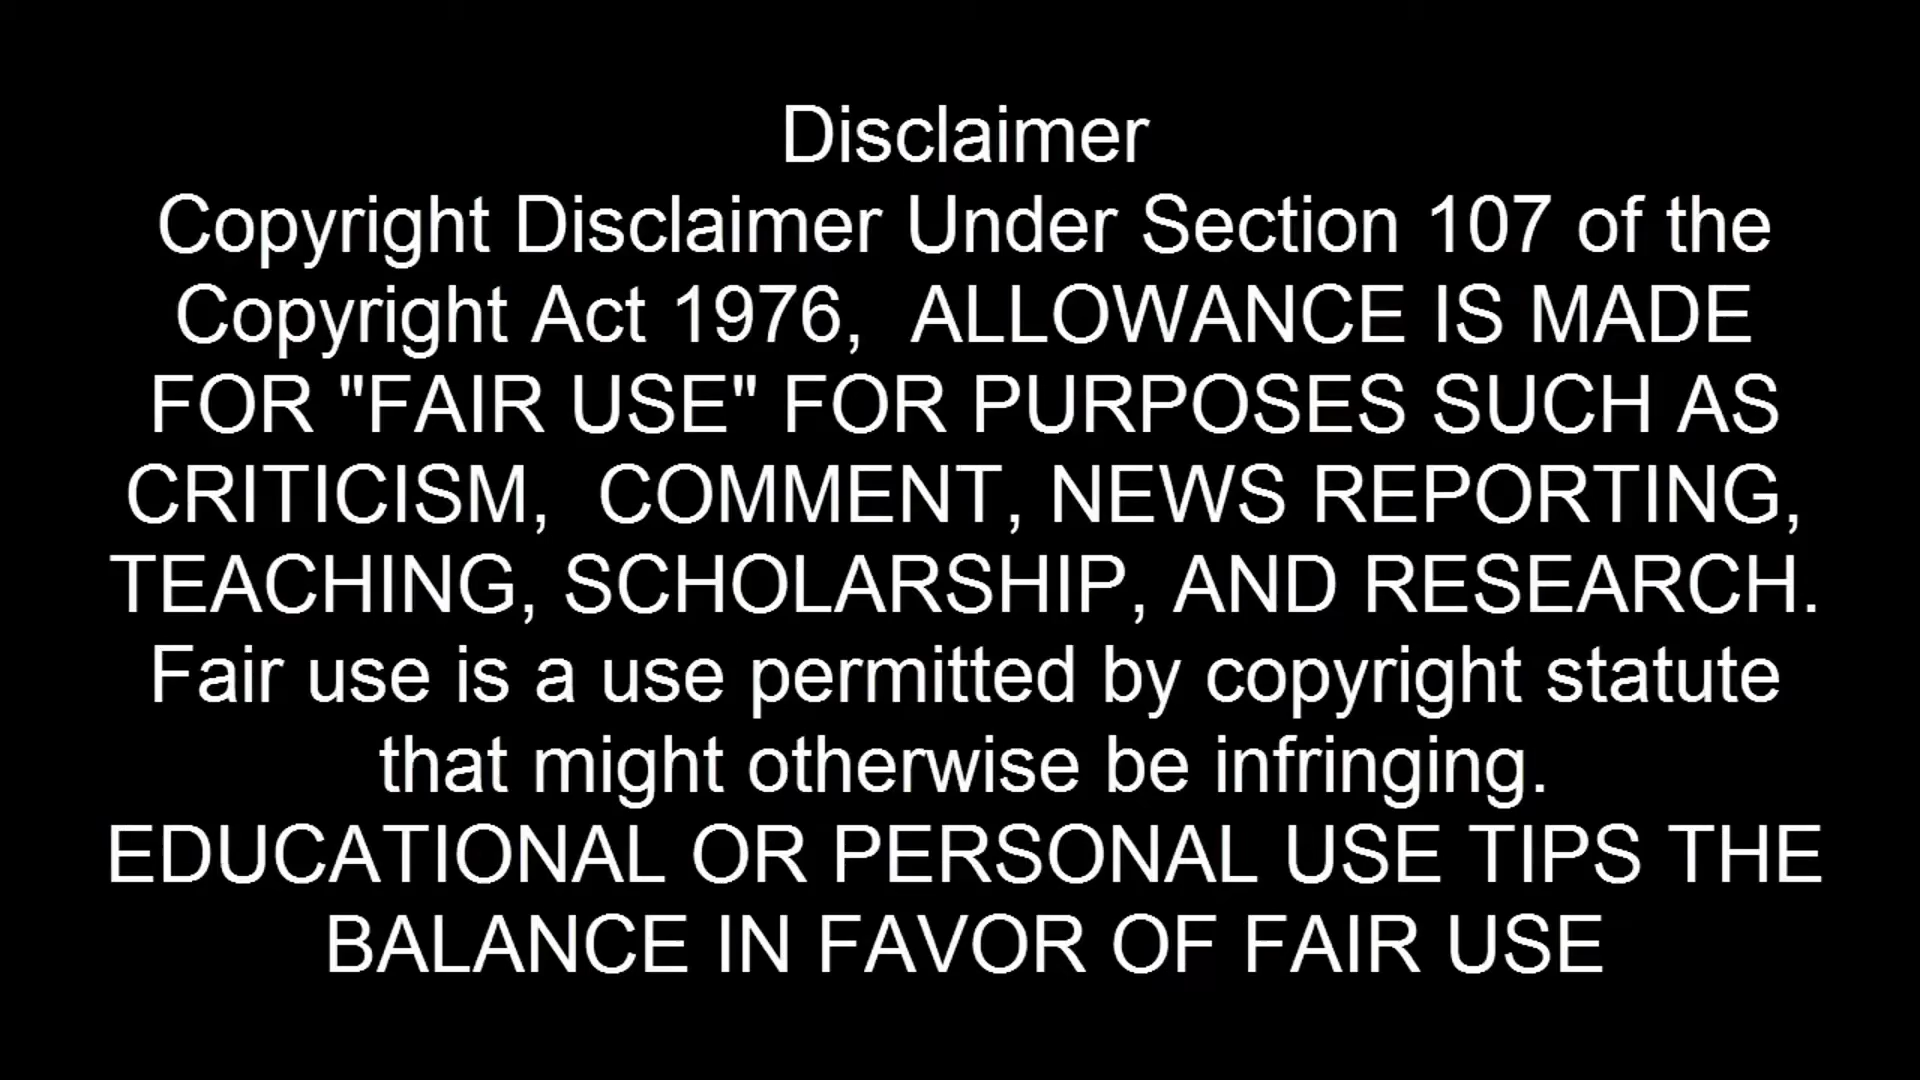 Disclaimer
Copyright Disclaimer Under Section 107 of the
Copyright Act 1976,  ALLOWANCE IS MADE
FOR "FAIR USE" FOR PURPOSES SUCH AS
CRITICISM,  COMMENT, NEWS REPORTING,
TEACHING, SCHOLARSHIP, AND RESEARCH.
Fair use is a use permitted by copyright statute
that might otherwise be infringing.
EDUCATIONAL OR PERSONAL USE TIPS THE
BALANCE IN FAVOR OF FAIR USE